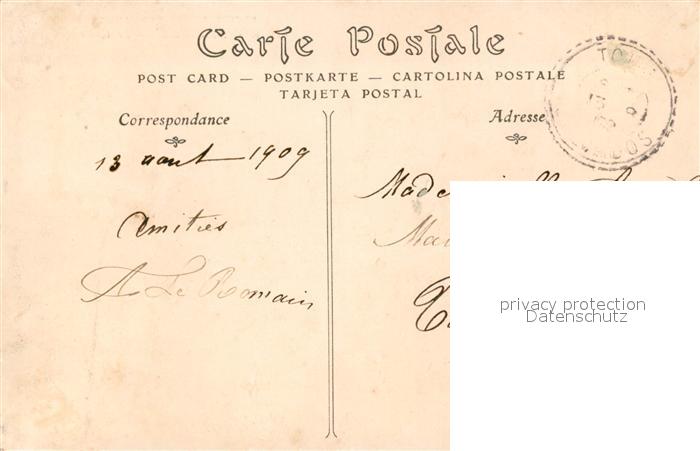 Carte Postale
POST CARD — POSTKARTE — CARTOLINA POSTALE
TARJETA POSTAL
Correspondance
Adresse
13 aout 1909
Amitiés
A Le Romain
privacy protection
Datenschutz